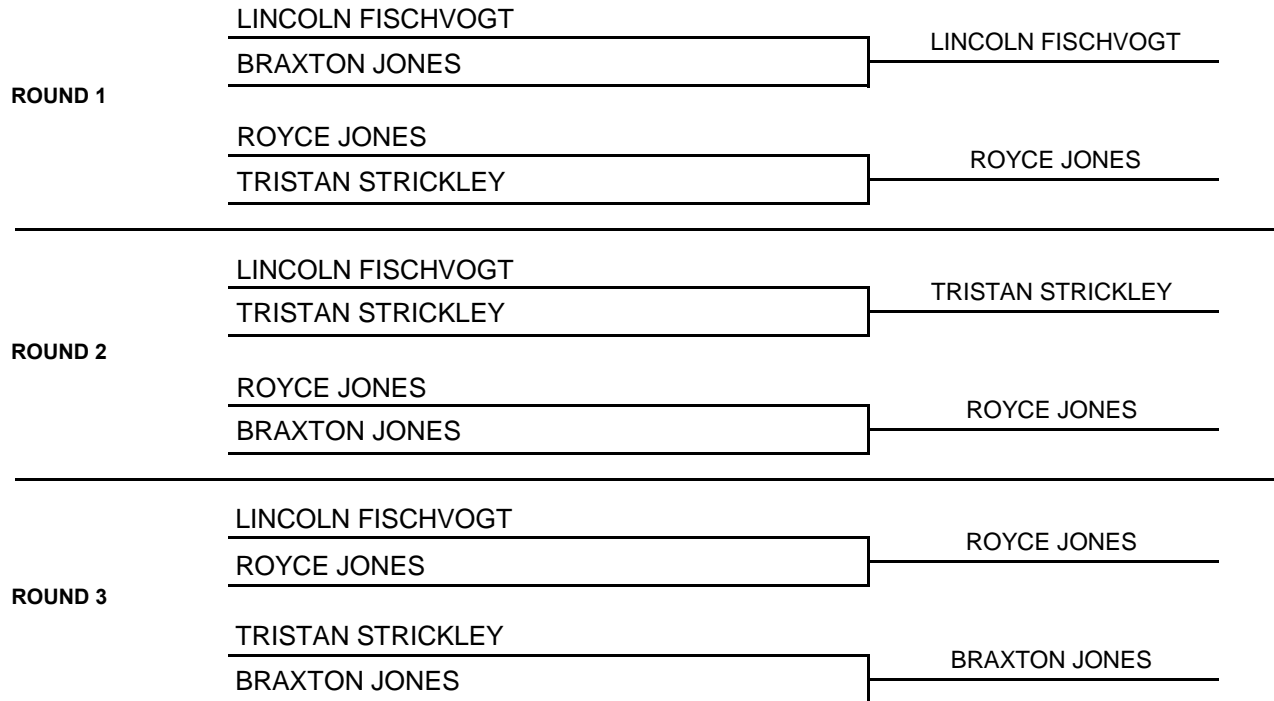 LINCOLN FISCHVOGT
LINCOLN FISCHVOGT
BRAXTON JONES
ROUND 1
ROYCE JONES
ROYCE JONES
TRISTAN STRICKLEY
LINCOLN FISCHVOGT
TRISTAN STRICKLEY
TRISTAN STRICKLEY
ROUND 2
ROYCE JONES
ROYCE JONES
BRAXTON JONES
LINCOLN FISCHVOGT
ROYCE JONES
ROYCE JONES
ROUND 3
TRISTAN STRICKLEY
BRAXTON JONES
BRAXTON JONES